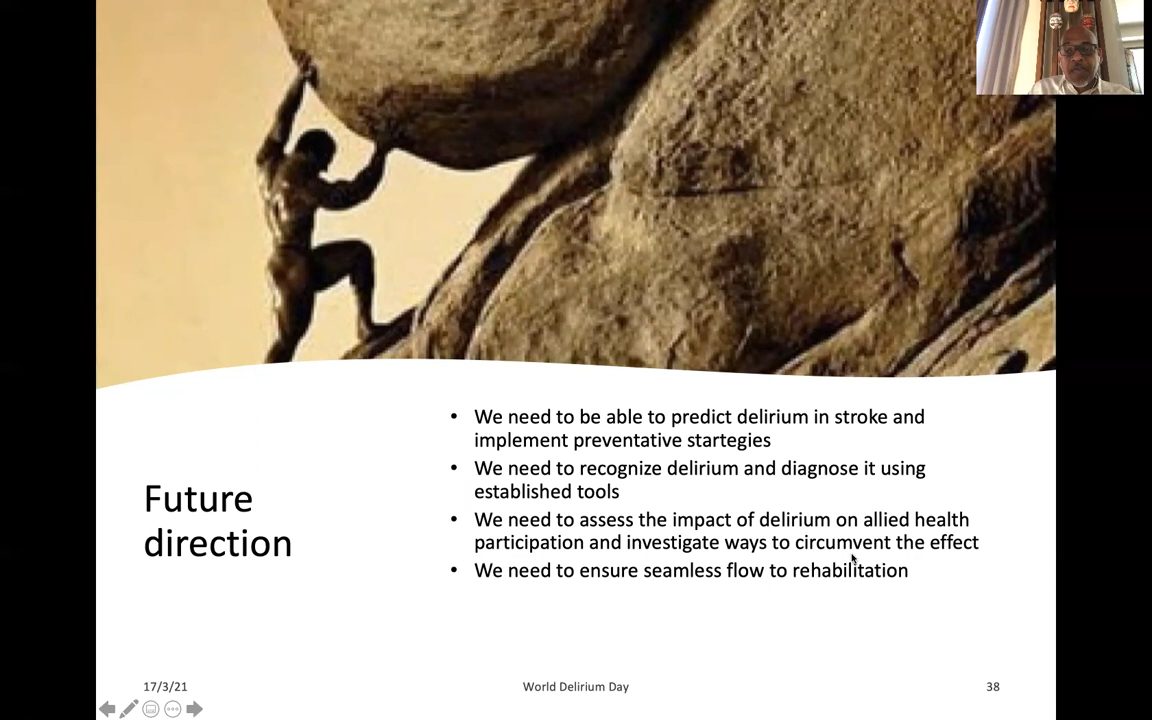 Future
direction
• We need to be able to predict delirium in stroke and
implement preventative startegies
• We need to recognize delirium and diagnose it using
established tools
• We need to assess the impact of delirium on allied health
participation and investigate ways to circumvent the effect
• We need to ensure seamless flow to rehabilitation
17/3/21
World Delirium Day
38